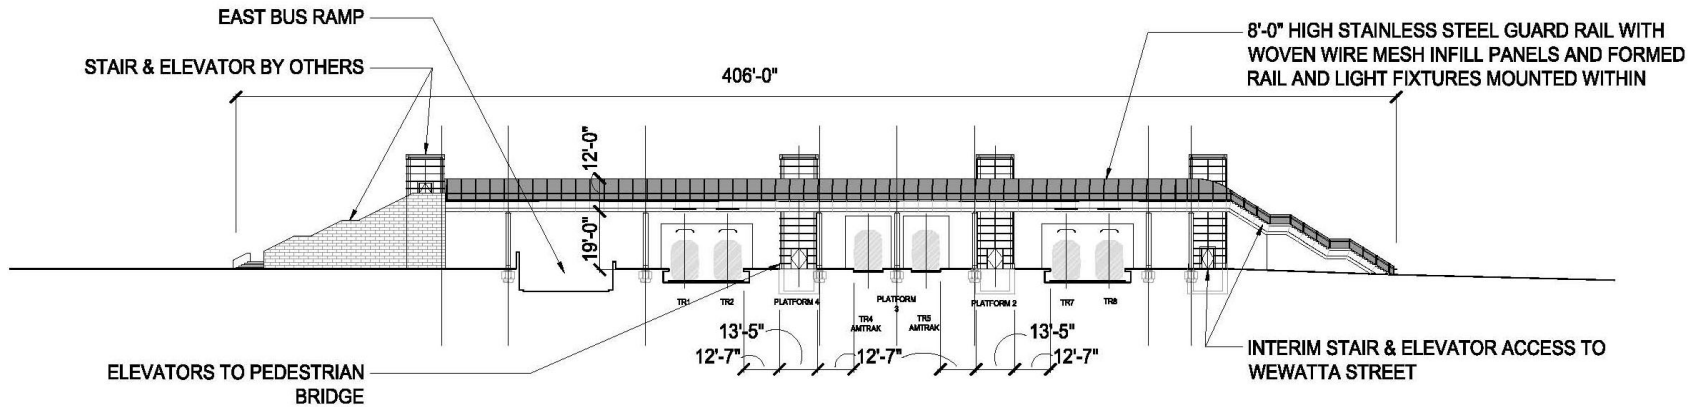 EAST BUS RAMP
STAIR & ELEVATOR BY OTHERS
406'-0"
8'-0" HIGH STAINLESS STEEL GUARD RAIL WITH
WOVEN WIRE MESH INFILL PANELS AND FORMED
RAIL AND LIGHT FIXTURES MOUNTED WITHIN
12'-0"
19'-0"
TR1
TR2
PLATFORM 4
TR4
AMTRAK
PLATFORM
3
TR5
AMTRAK
PLATFORM 2
TR7
TR8
13'-5"
13'-5"
12'-7"
12'-7"
12'-7"
ELEVATORS TO PEDESTRIAN
BRIDGE
INTERIM STAIR & ELEVATOR ACCESS TO
WEWATTA STREET